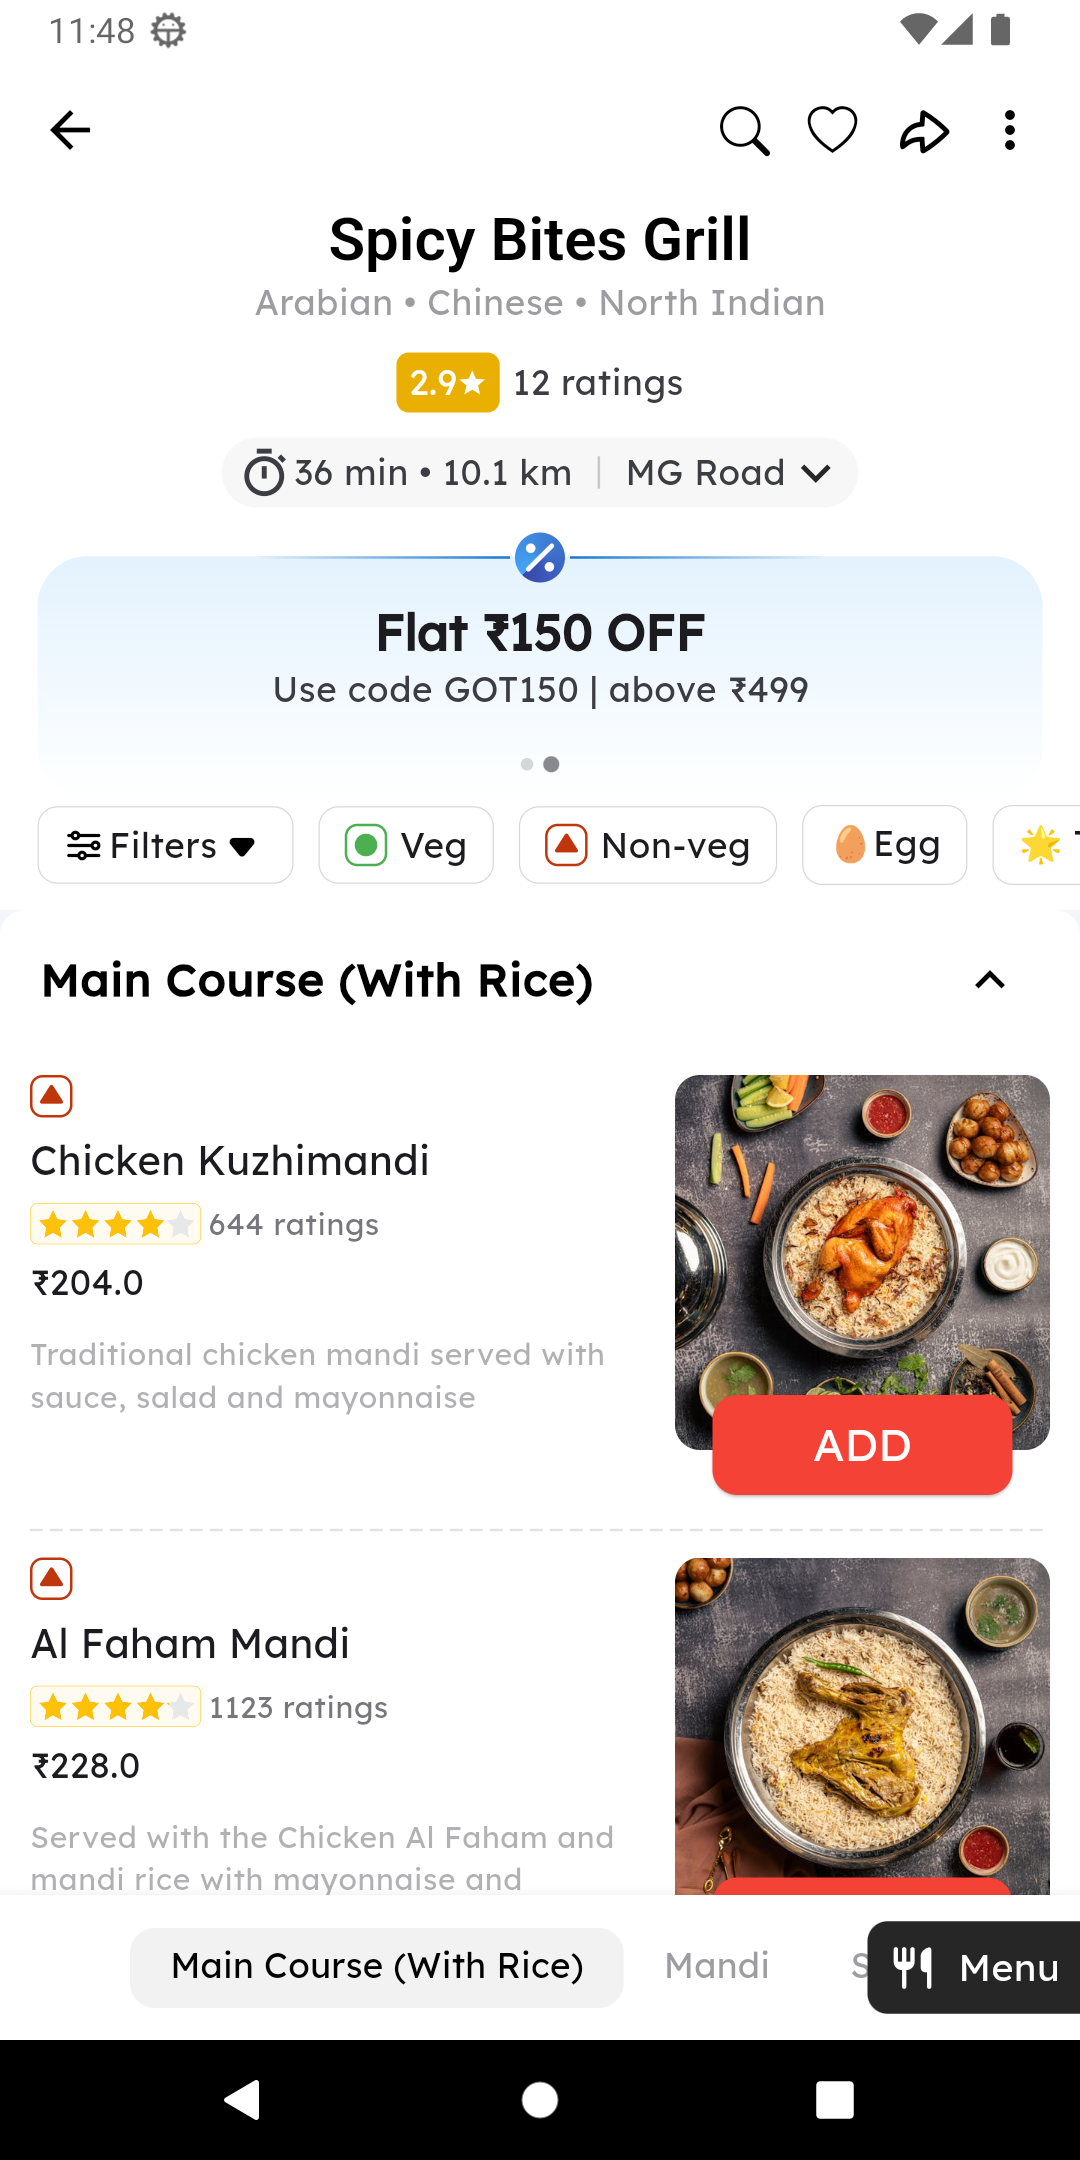 11:48
Spicy Bites Grill
Arabian • Chinese • North Indian
2.9★ 12 ratings
36 min • 10.1 km | MG Road
Flat ₹150 OFF
Use code GOT150 | above ₹499
Filters Veg Non-veg Egg
Main Course (With Rice)
Chicken Kuzhimandi
644 ratings
₹204.0
Traditional chicken mandi served with
sauce, salad and mayonnaise
ADD
Al Faham Mandi
1123 ratings
₹228.0
Served with the Chicken Al Faham and
mandi rice with mayonnaise and
Main Course (With Rice) Mandi Menu